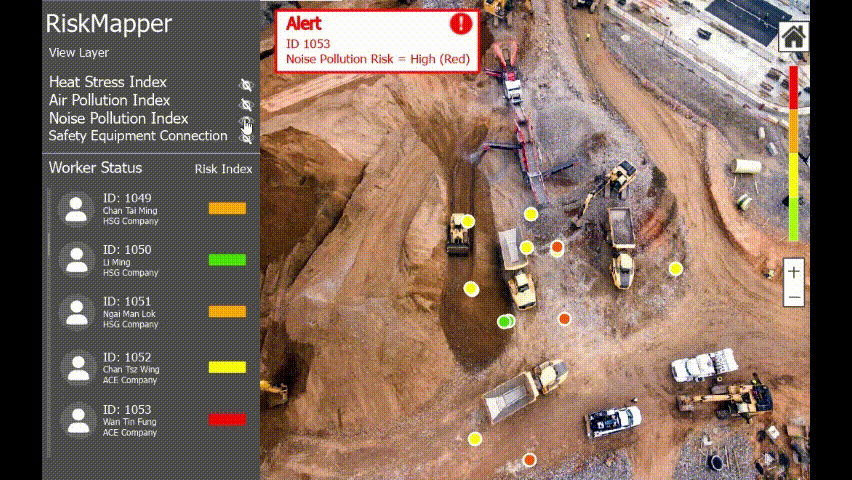 RiskMapper
View Layer
Heat Stress Index
Air Pollution Index
Noise Pollution Index
Safety Equipment Connection
Worker Status
Risk Index
ID: 1049
Chan Tai Ming
HSG Company
ID: 1050
Li Ming
HSG Company
ID: 1051
Ngai Man Lok
HSG Company
ID: 1052
Chan Tsz Wing
ACE Company
ID: 1053
Wan Tin Fung
ACE Company
Alert
!
ID 1053
Noise Pollution Risk = High (Red)
+
−